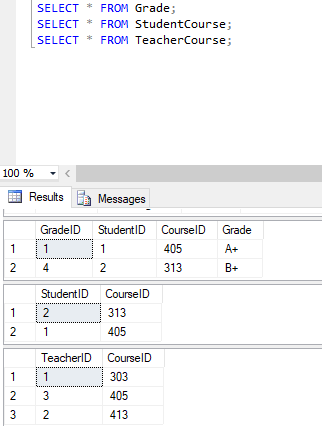 SELECT * FROM Grade;
SELECT * FROM StudentCourse;
SELECT * FROM TeacherCourse;
100 %
Results Messages
GradeID StudentID CourseID Grade
1 1 1 405 A+
2 4 2 313 B+
StudentID CourseID
1 2 313
2 1 405
TeacherID CourseID
1 1 303
2 3 405
3 2 413